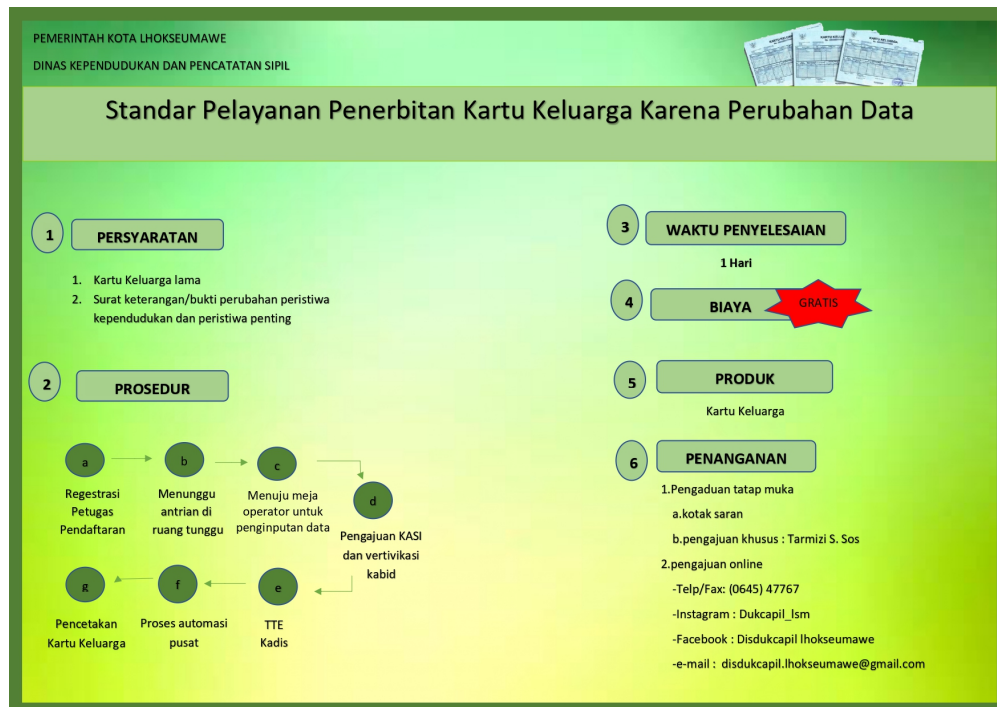 PEMERINTAH KOTA LHOKSEUMAWE
DINAS KEPENDUDUKAN DAN PENCATATAN SIPIL
Standar Pelayanan Penerbitan Kartu Keluarga Karena Perubahan Data
1 PERSYARATAN
1. Kartu Keluarga lama
2. Surat keterangan/bukti perubahan peristiwa
kependudukan dan peristiwa penting
2 PROSEDUR
a
Regestrasi
Petugas
Pendaftaran
b
Menunggu
antrian di
ruang tunggu
c
Menuju meja
operator untuk
penginputan data
d
Pengajuan KASI
dan vertivikasi
kabid
e
TTE
Kadis
f
Proses automasi
pusat
g
Pencetakan
Kartu Keluarga
3 WAKTU PENYELESAIAN
1 Hari
4 BIAYA GRATIS
5 PRODUK
Kartu Keluarga
6 PENANGANAN
1.Pengaduan tatap muka
a.kotak saran
b.pengajuan khusus : Tarmizi S. Sos
2.pengajuan online
-Telp/Fax: (0645) 47767
-Instagram : Dukcapil_lsm
-Facebook : Disdukcapil lhokseumawe
-e-mail : disdukcapil.lhokseumawe@gmail.com